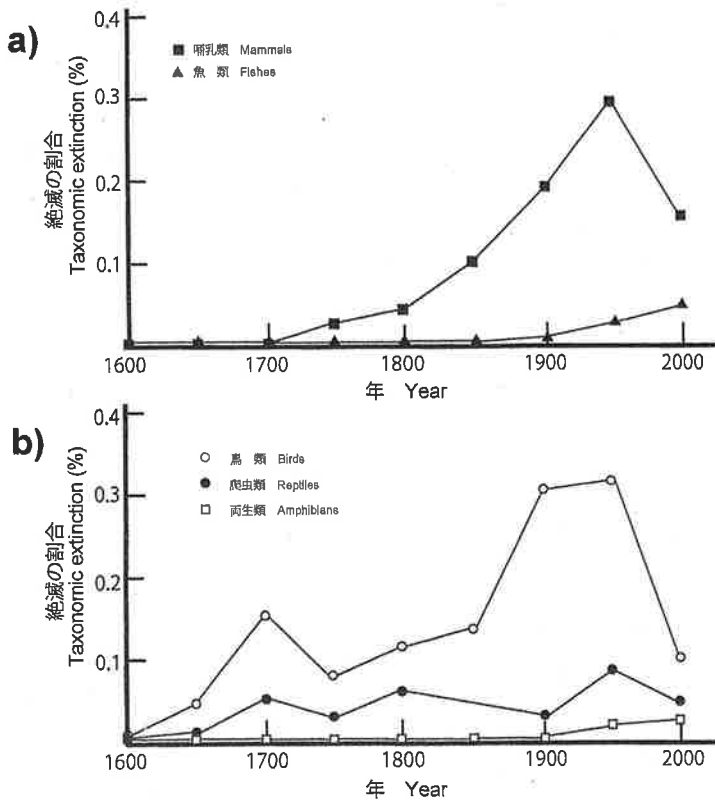 a)
0.4
0.3
0.2
0.1
絶滅の割合
Taxonomic extinction (%)
哺乳類 Mammals
魚 類 Fishes
1600 1700 1800 1900 2000
年 Year
b)
0.4
0.3
0.2
0.1
絶滅の割合
Taxonomic extinction (%)
鳥 類 Birds
爬虫類 Reptiles
両生類 Amphibians
1600 1700 1800 1900 2000
年 Year